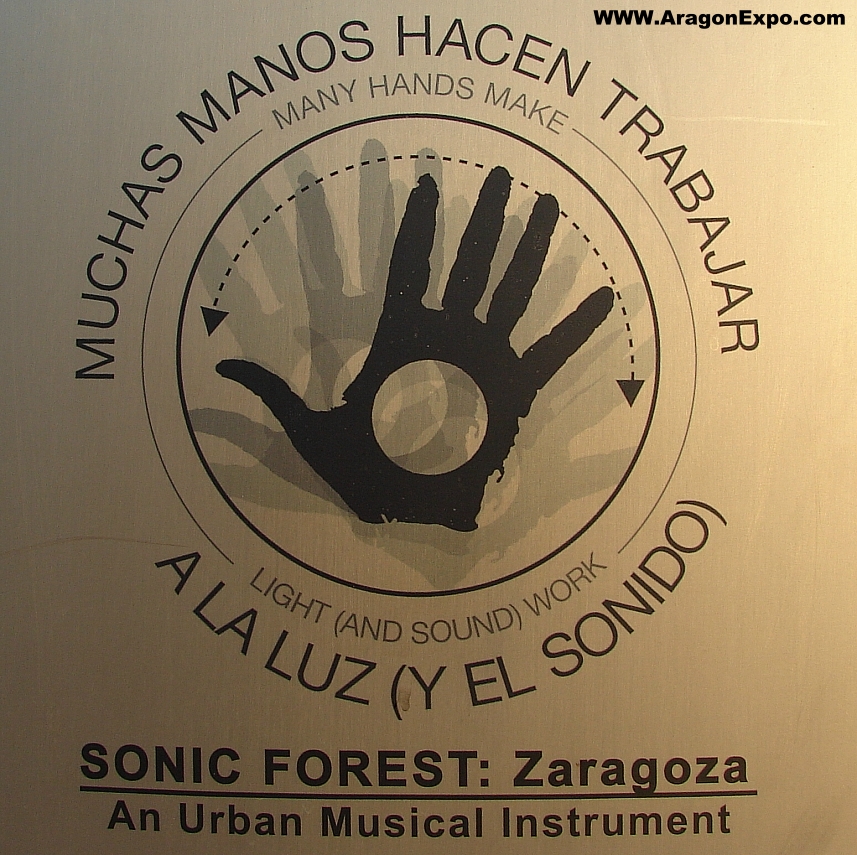 WWW.AragonExpo.com
MUCHAS MANOS HACEN TRABAJAR
MANY HANDS MAKE
LIGHT (AND SOUND) WORK
A LA LUZ (Y EL SONIDO)
SONIC FOREST: Zaragoza
An Urban Musical Instrument